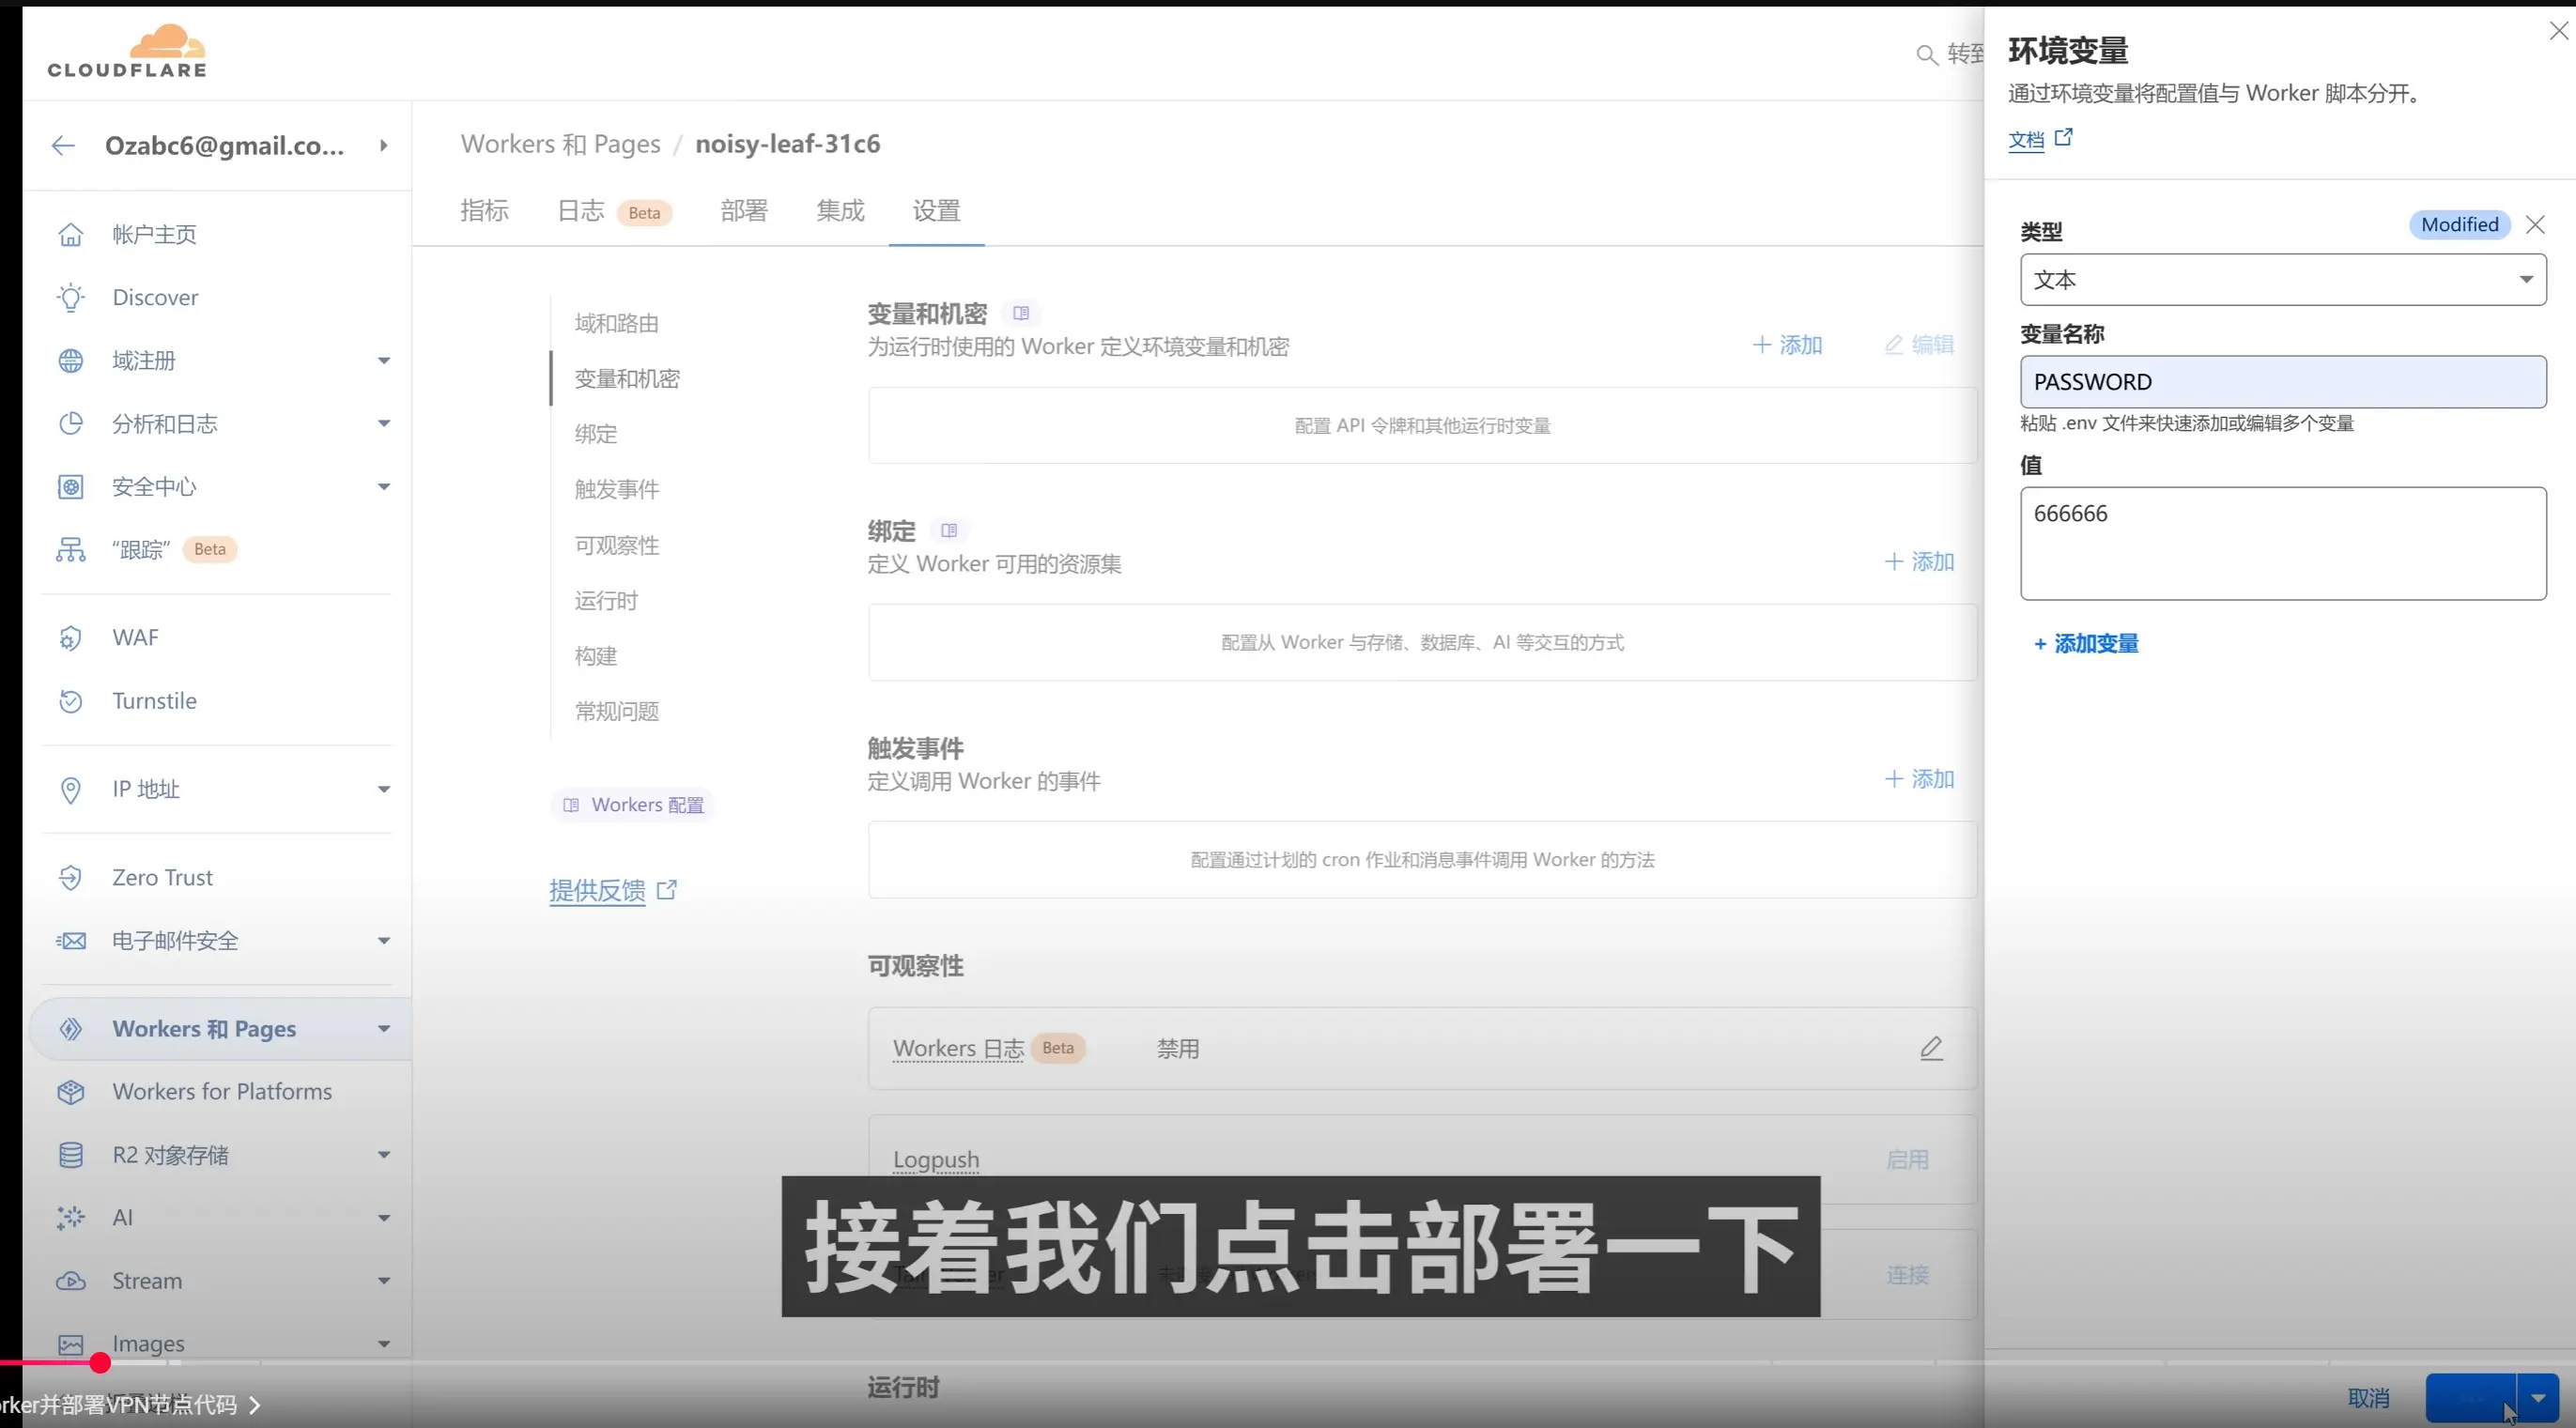 CLOUDFLARE
转到
Ozabc6@gmail.co...
帐户主页
Discover
域注册
分析和日志
安全中心
“跟踪” Beta
WAF
Turnstile
IP 地址
Zero Trust
电子邮件安全
Workers 和 Pages
Workers for Platforms
R2 对象存储
AI
Stream
Images
Workers 和 Pages / noisy-leaf-31c6
指标 日志 Beta 部署 集成 设置
域和路由
变量和机密
绑定
触发事件
可观察性
运行时
构建
常规问题
Workers 配置
提供反馈
变量和机密
为运行时使用的 Worker 定义环境变量和机密
+ 添加 编辑
配置 API 令牌和其他运行时变量
绑定
定义 Worker 可用的资源集
+ 添加
配置从 Worker 与存储、数据库、AI 等交互的方式
触发事件
定义调用 Worker 的事件
+ 添加
配置通过计划的 cron 作业和消息事件调用 Worker 的方法
可观察性
Workers 日志 Beta 禁用
Logpush 启用
连接
运行时
环境变量
通过环境变量将配置值与 Worker 脚本分开。
文档
类型 Modified
文本
变量名称
PASSWORD
粘贴 .env 文件来快速添加或编辑多个变量
值
666666
+ 添加变量
取消
接着我们点击部署一下
rker并部署VPN节点代码